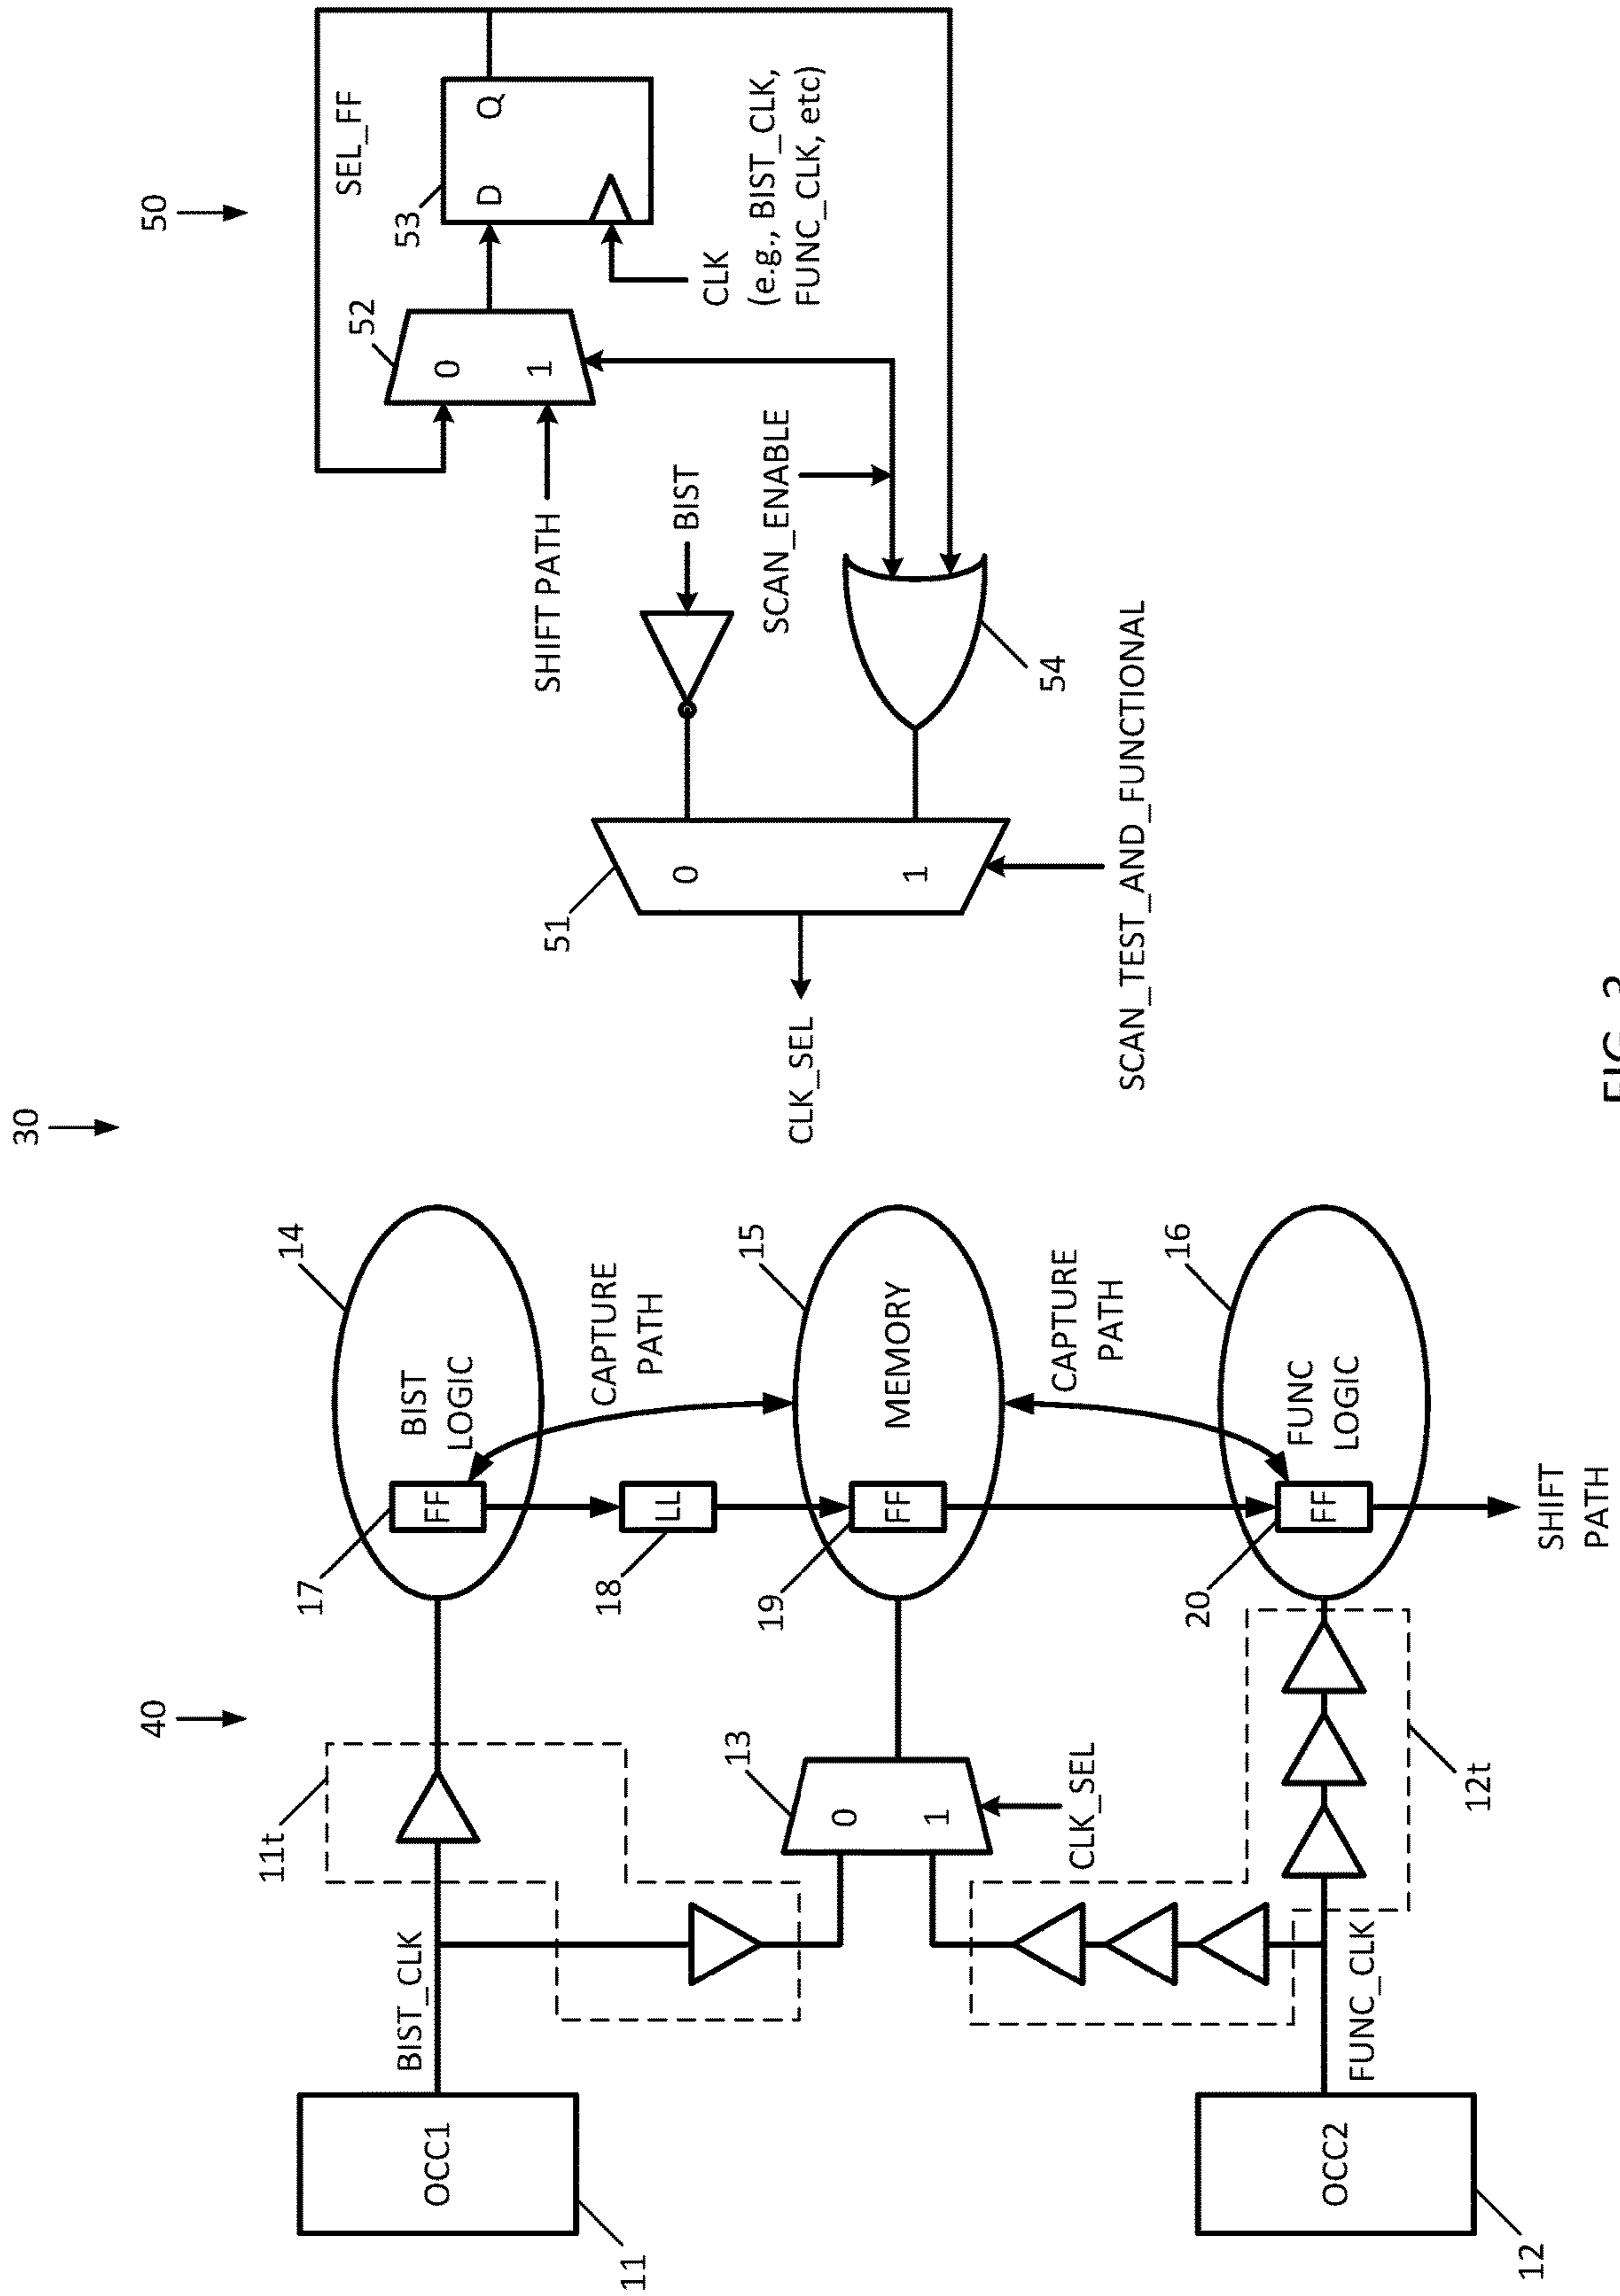 30
40
50
OCC1
11
BIST_CLK
11t
BIST
LOGIC
14
17
FF
CAPTURE
PATH
LL
18
13
0
1
CLK_SEL
MEMORY
15
19
FF
CAPTURE
PATH
OCC2
12
FUNC_CLK
12t
FUNC
LOGIC
16
20
FF
SHIFT
PATH
CLK_SEL
51
0
1
SCAN_TEST_AND_FUNCTIONAL
BIST
SCAN_ENABLE
54
SHIFT PATH
52
0
1
53
SEL_FF
D
Q
CLK
(e.g., BIST_CLK,
FUNC_CLK, etc)
FIG. 3